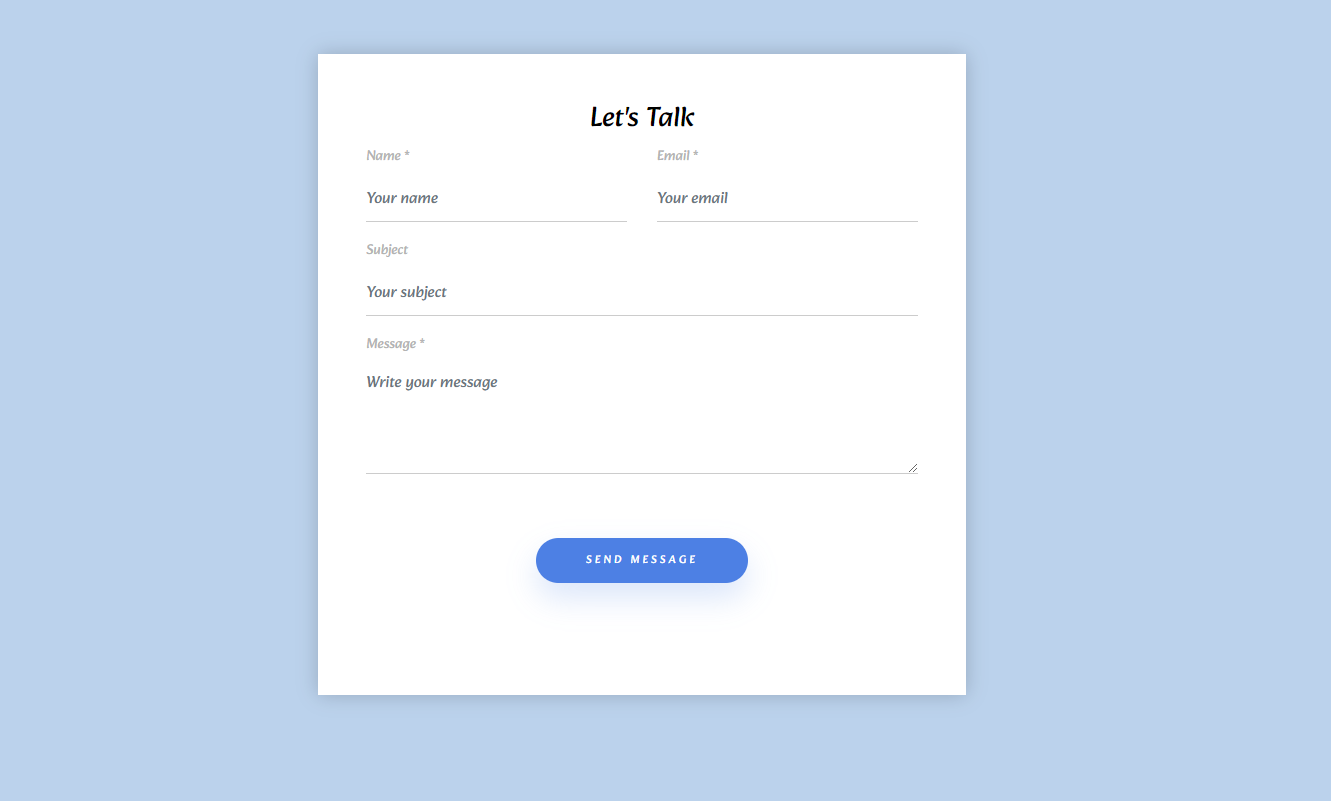 Let's Talk
Name * Email *
Your name Your email
Subject
Your subject
Message *
Write your message
SEND MESSAGE